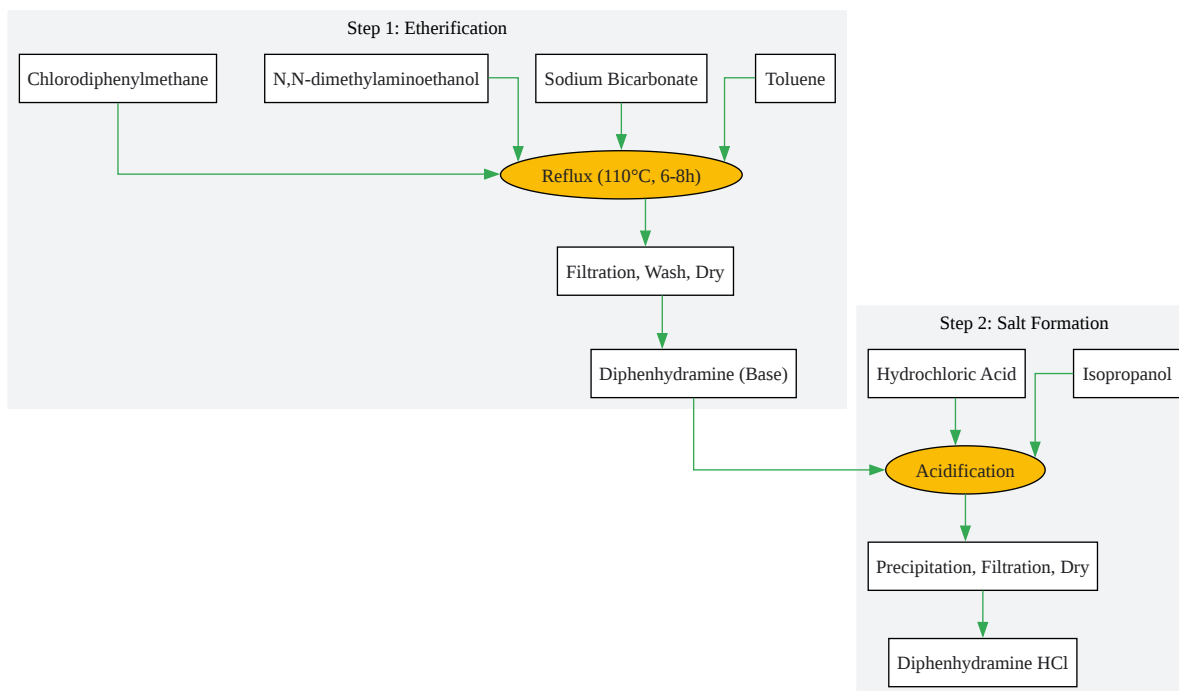 Step 1: Etherification
Chlorodiphenylmethane
N,N-dimethylaminoethanol
Sodium Bicarbonate
Toluene
Reflux (110°C, 6-8h)
Filtration, Wash, Dry
Diphenhydramine (Base)
Step 2: Salt Formation
Hydrochloric Acid
Isopropanol
Acidification
Precipitation, Filtration, Dry
Diphenhydramine HCl